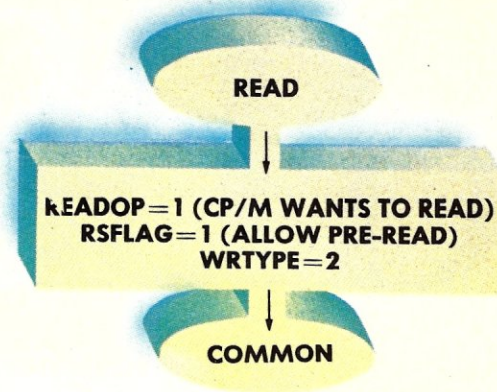 READ
READOP=1 (CP/M WANTS TO READ)
RSFLAG=1 (ALLOW PRE-READ)
WRTYPE=2
COMMON